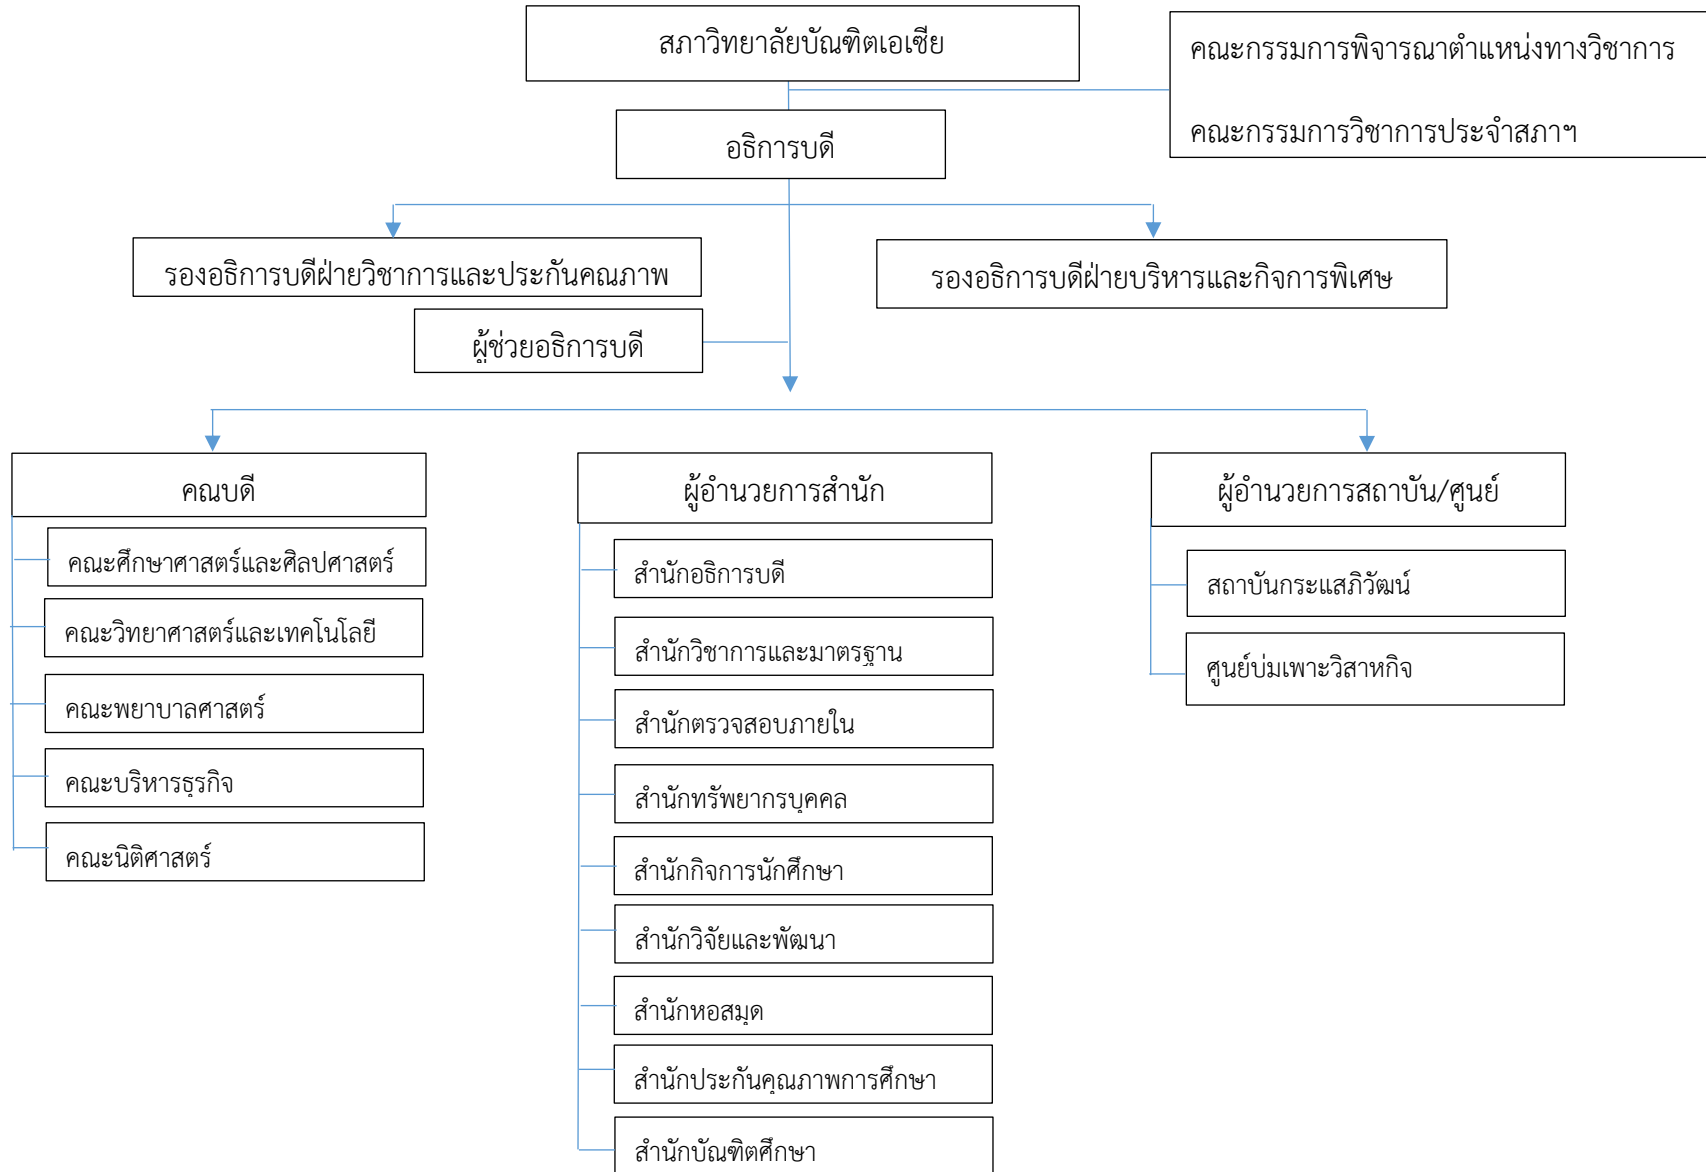 สภาวิทยาลัยบัณฑิตเอเซีย
คณะกรรมการพิจารณาตำแหน่งทางวิชาการ
คณะกรรมการวิชาการประจำสภาฯ
อธิการบดี
รองอธิการบดีฝ่ายวิชาการและประกันคณภาพ
รองอธิการบดีฝ่ายบริหารและกิจการพิเศษ
ผู้ช่วยอธิการบดี
คณบดี
ผู้อำนวยการสำนัก
ผู้อำนวยการสถาบัน/ศูนย์
คณะศึกษาศาสตร์และศิลปศาสตร์
คณะวิทยาศาสตร์และเทคโนโลยี
คณะพยาบาลศาสตร์
คณะบริหารธุรกิจ
คณะนิติศาสตร์
สำนักอธิการบดี
สำนักวิชาการและมาตรฐาน
สำนักตรวจสอบภายใน
สำนักทรัพยากรบุคคล
สำนักกิจการนักศึกษา
สำนักวิจัยและพัฒนา
สำนักหอสมุด
สำนักประกันคุณภาพการศึกษา
สำนักบัณฑิตศึกษา
สถาบันกระแสภิวัฒน์
ศูนย์บ่มเพาะวิสาหกิจ